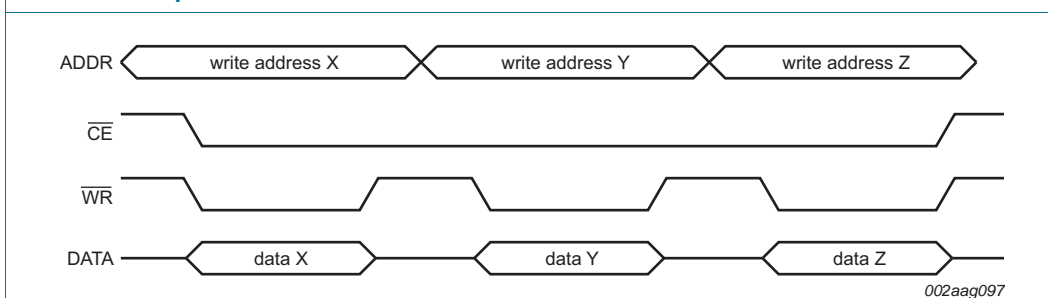 ADDR write address X write address Y write address Z
CE
WR
DATA data X data Y data Z
002aag097